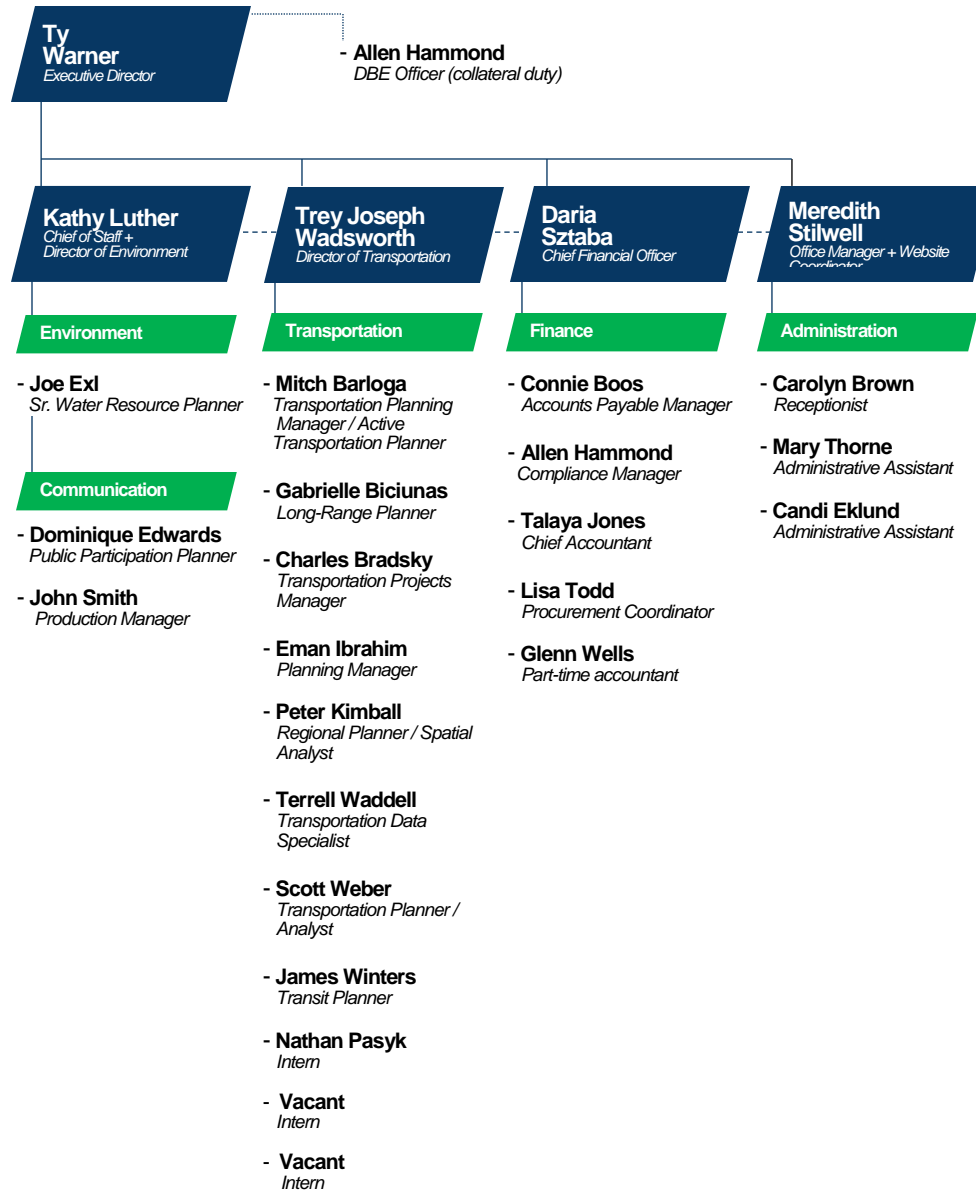 Ty
Warner
Executive Director
- Allen Hammond
DBE Officer (collateral duty)
Kathy Luther
Chief of Staff +
Director of Environment
Trey Joseph
Wadsworth
Director of Transportation
Daria
Sztaba
Chief Financial Officer
Meredith
Stilwell
Office Manager + Website
Coordinator
Environment
- Joe Exl
Sr. Water Resource Planner
Communication
- Dominique Edwards
Public Participation Planner
- John Smith
Production Manager
Transportation
- Mitch Barloga
Transportation Planning
Manager / Active
Transportation Planner
- Gabrielle Biciunas
Long-Range Planner
- Charles Bradsky
Transportation Projects
Manager
- Eman Ibrahim
Planning Manager
- Peter Kimball
Regional Planner / Spatial
Analyst
- Terrell Waddell
Transportation Data
Specialist
- Scott Weber
Transportation Planner /
Analyst
- James Winters
Transit Planner
- Nathan Pasyk
Intern
- Vacant
Intern
- Vacant
Intern
Finance
- Connie Boos
Accounts Payable Manager
- Allen Hammond
Compliance Manager
- Talaya Jones
Chief Accountant
- Lisa Todd
Procurement Coordinator
- Glenn Wells
Part-time accountant
Administration
- Carolyn Brown
Receptionist
- Mary Thorne
Administrative Assistant
- Candi Eklund
Administrative Assistant